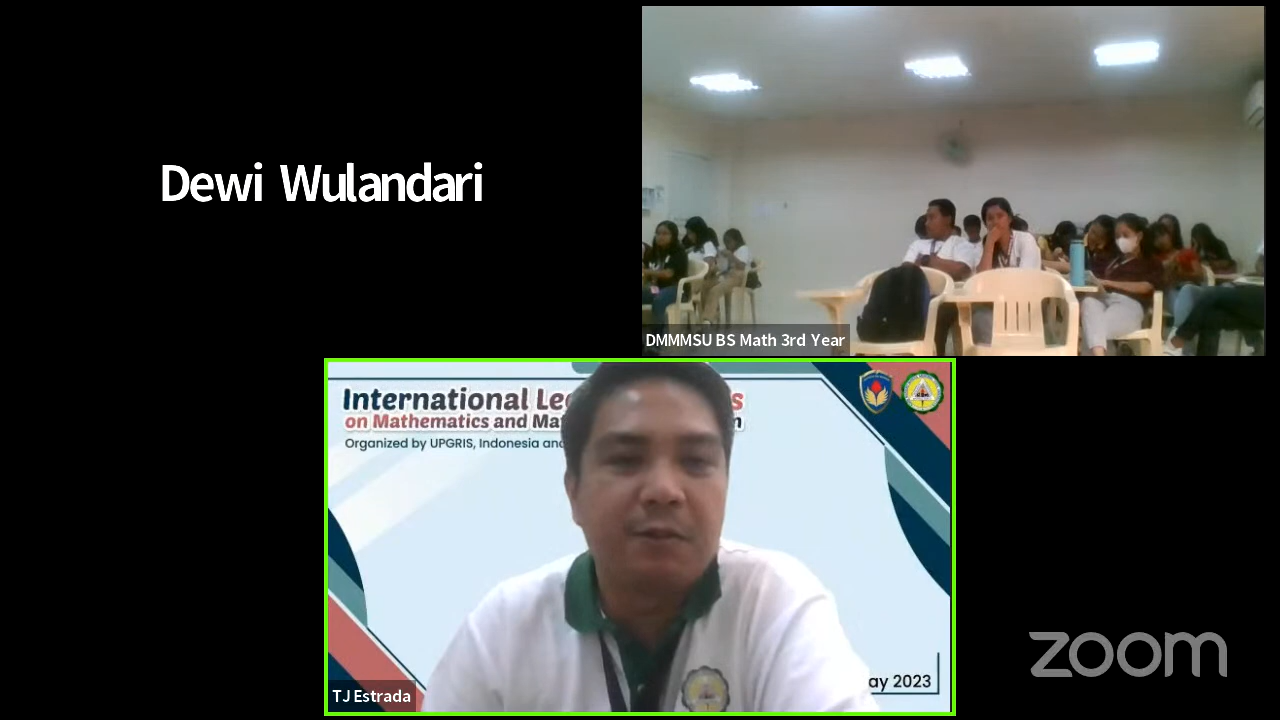 Dewi Wulandari
DMMMSU BS Math 3rd Year
International Le
on Mathematics and Ma
Organized by UPGRIS, Indonesia and
ay 2023
TJ Estrada
zoom